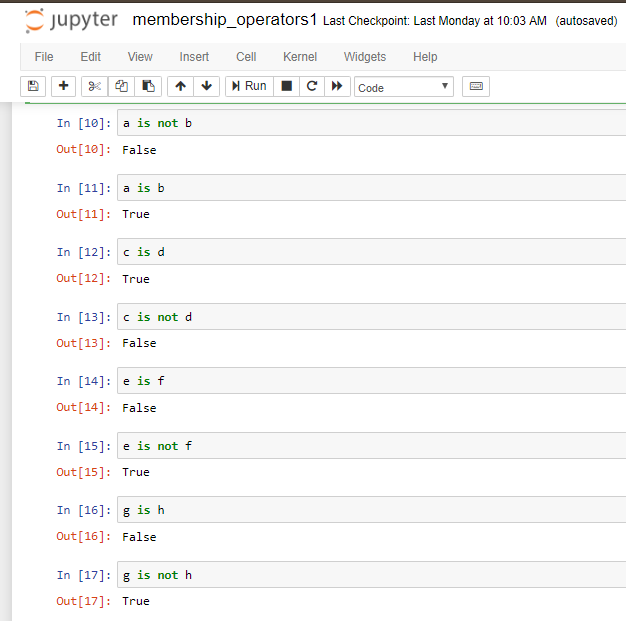 jupyter membership_operators1 Last Checkpoint: Last Monday at 10:03 AM (autosaved)
File Edit View Insert Cell Kernel Widgets Help
Run Code
In [10]: a is not b
Out[10]: False
In [11]: a is b
Out[11]: True
In [12]: c is d
Out[12]: True
In [13]: c is not d
Out[13]: False
In [14]: e is f
Out[14]: False
In [15]: e is not f
Out[15]: True
In [16]: g is h
Out[16]: False
In [17]: g is not h
Out[17]: True